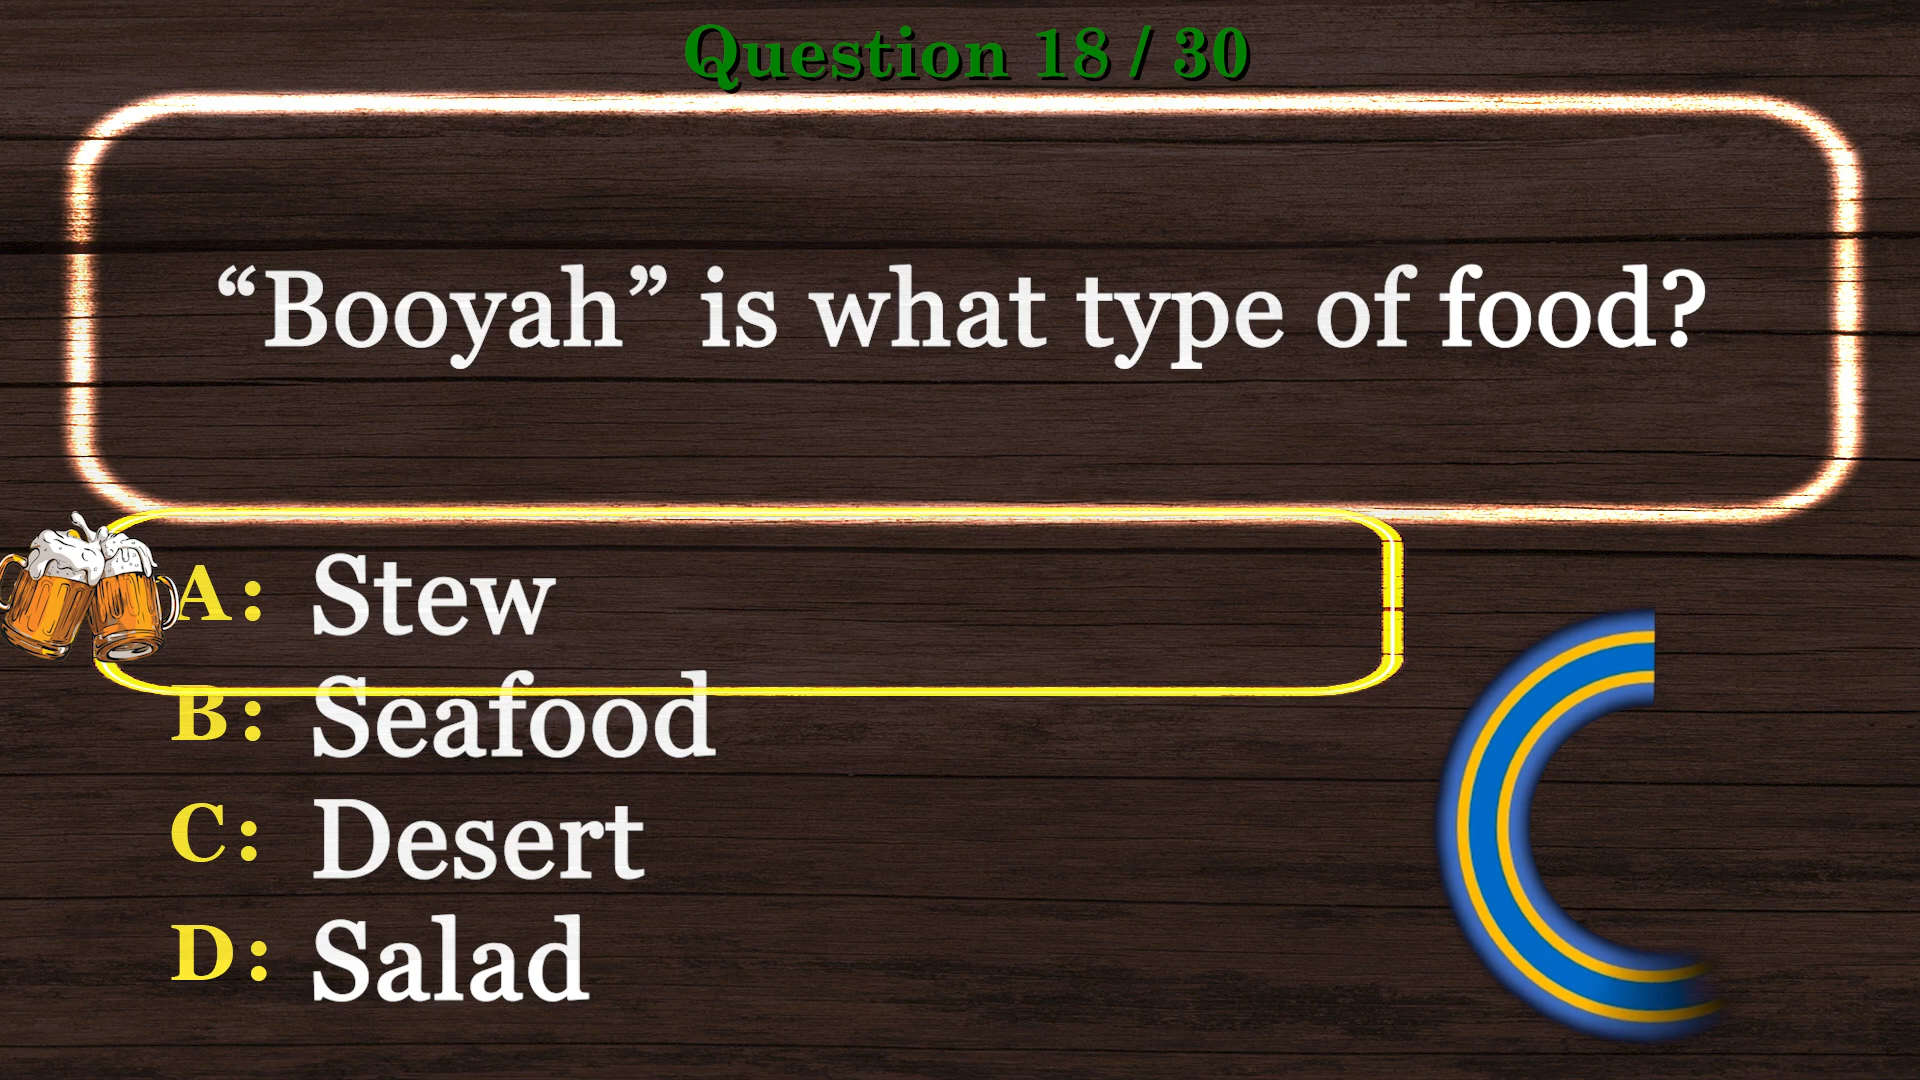 Question 18 / 30
“Booyah” is what type of food?
A: Stew
B: Seafood
C: Desert
D: Salad